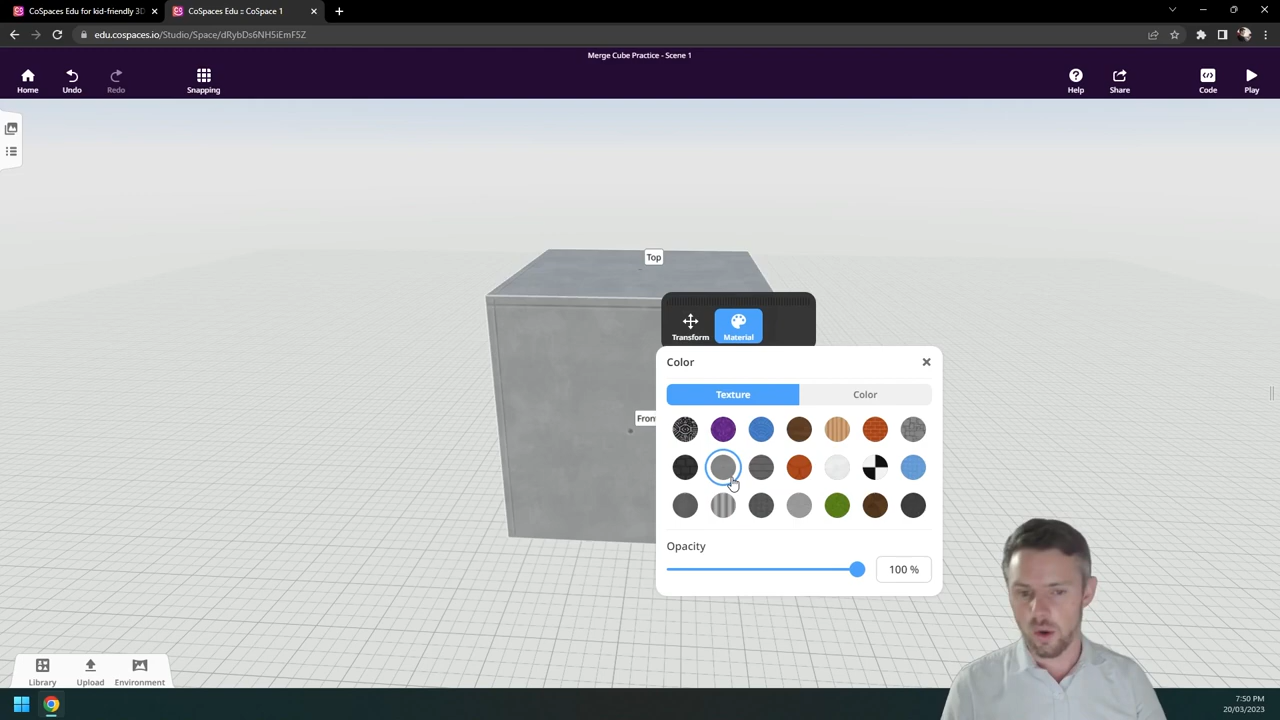 CoSpaces Edu for kid-friendly 3D
CoSpaces Edu :: CoSpace 1
edu.cospaces.io/Studio/Space/dRybDs6NH5iEmF5Z
Merge Cube Practice - Scene 1
Home
Undo
Redo
Snapping
Help
Share
Code
Play
Top
Transform
Material
Color
Texture
Color
Front
Opacity
100 %
Library
Upload
Environment
7:50 PM
20/03/2023